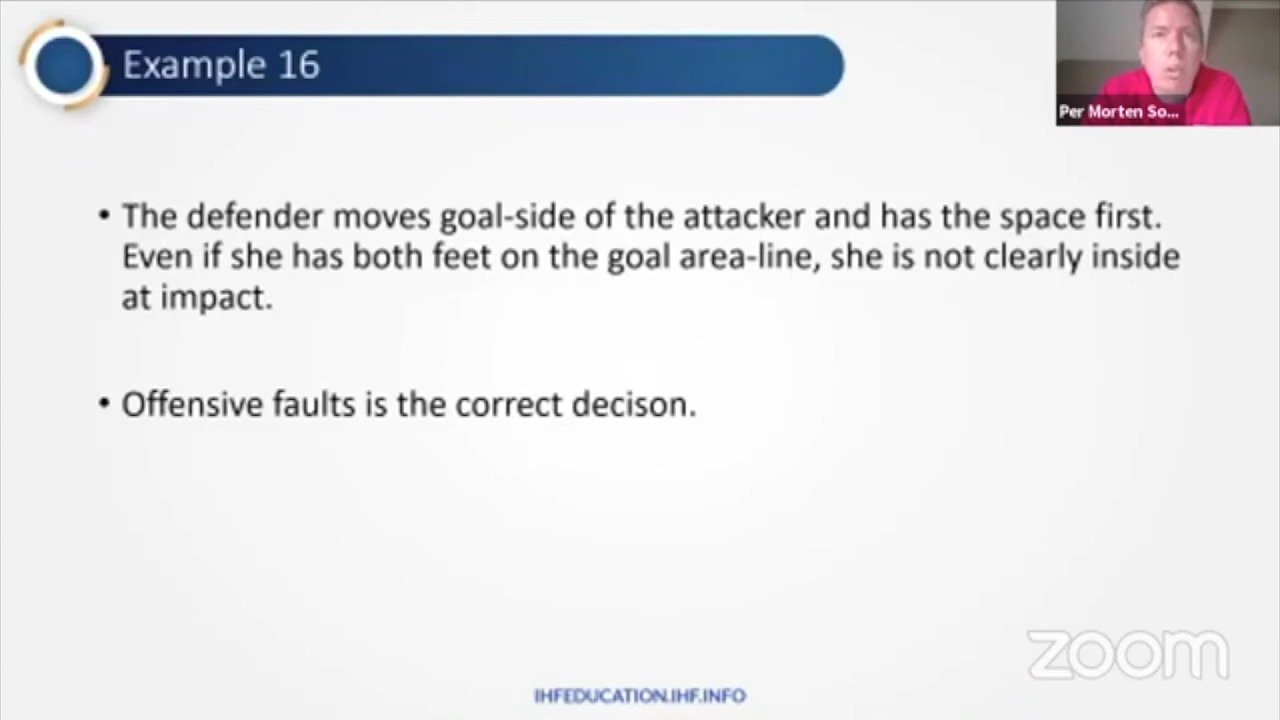 Example 16
Per Morten So...
• The defender moves goal-side of the attacker and has the space first.
Even if she has both feet on the goal area-line, she is not clearly inside
at impact.
• Offensive faults is the correct decison.
zoom
IHFEDUCATION.IHF.INFO